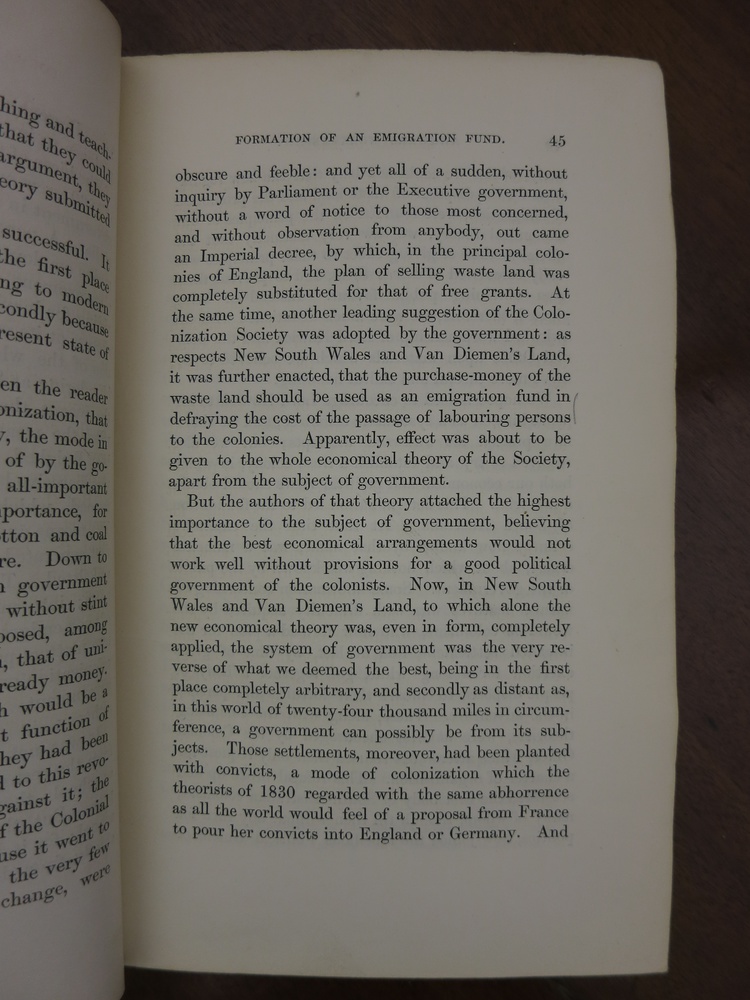 hing and teach-
that they could
argument, they
eory submitted
successful. It
the first place
ng to modern
condly because
resent state of
en the reader
onization, that
y, the mode in
of by the go-
all-important
portance, for
tton and coal
re. Down to
n government
without stint
posed, among
, that of uni-
ready money.
h would be a
t function of
hey had been
d to this revo-
gainst it; the
f the Colonial
use it went to
the very few
change, were
FORMATION OF AN EMIGRATION FUND. 45
obscure and feeble: and yet all of a sudden, without
inquiry by Parliament or the Executive government,
without a word of notice to those most concerned,
and without observation from anybody, out came
an Imperial decree, by which, in the principal colo-
nies of England, the plan of selling waste land was
completely substituted for that of free grants. At
the same time, another leading suggestion of the Colo-
nization Society was adopted by the government: as
respects New South Wales and Van Diemen's Land,
it was further enacted, that the purchase-money of the
waste land should be used as an emigration fund in
defraying the cost of the passage of labouring persons
to the colonies. Apparently, effect was about to be
given to the whole economical theory of the Society,
apart from the subject of government.
But the authors of that theory attached the highest
importance to the subject of government, believing
that the best economical arrangements would not
work well without provisions for a good political
government of the colonists. Now, in New South
Wales and Van Diemen's Land, to which alone the
new economical theory was, even in form, completely
applied, the system of government was the very re-
verse of what we deemed the best, being in the first
place completely arbitrary, and secondly as distant as,
in this world of twenty-four thousand miles in circum-
ference, a government can possibly be from its sub-
jects. Those settlements, moreover, had been planted
with convicts, a mode of colonization which the
theorists of 1830 regarded with the same abhorrence
as all the world would feel of a proposal from France
to pour her convicts into England or Germany. And